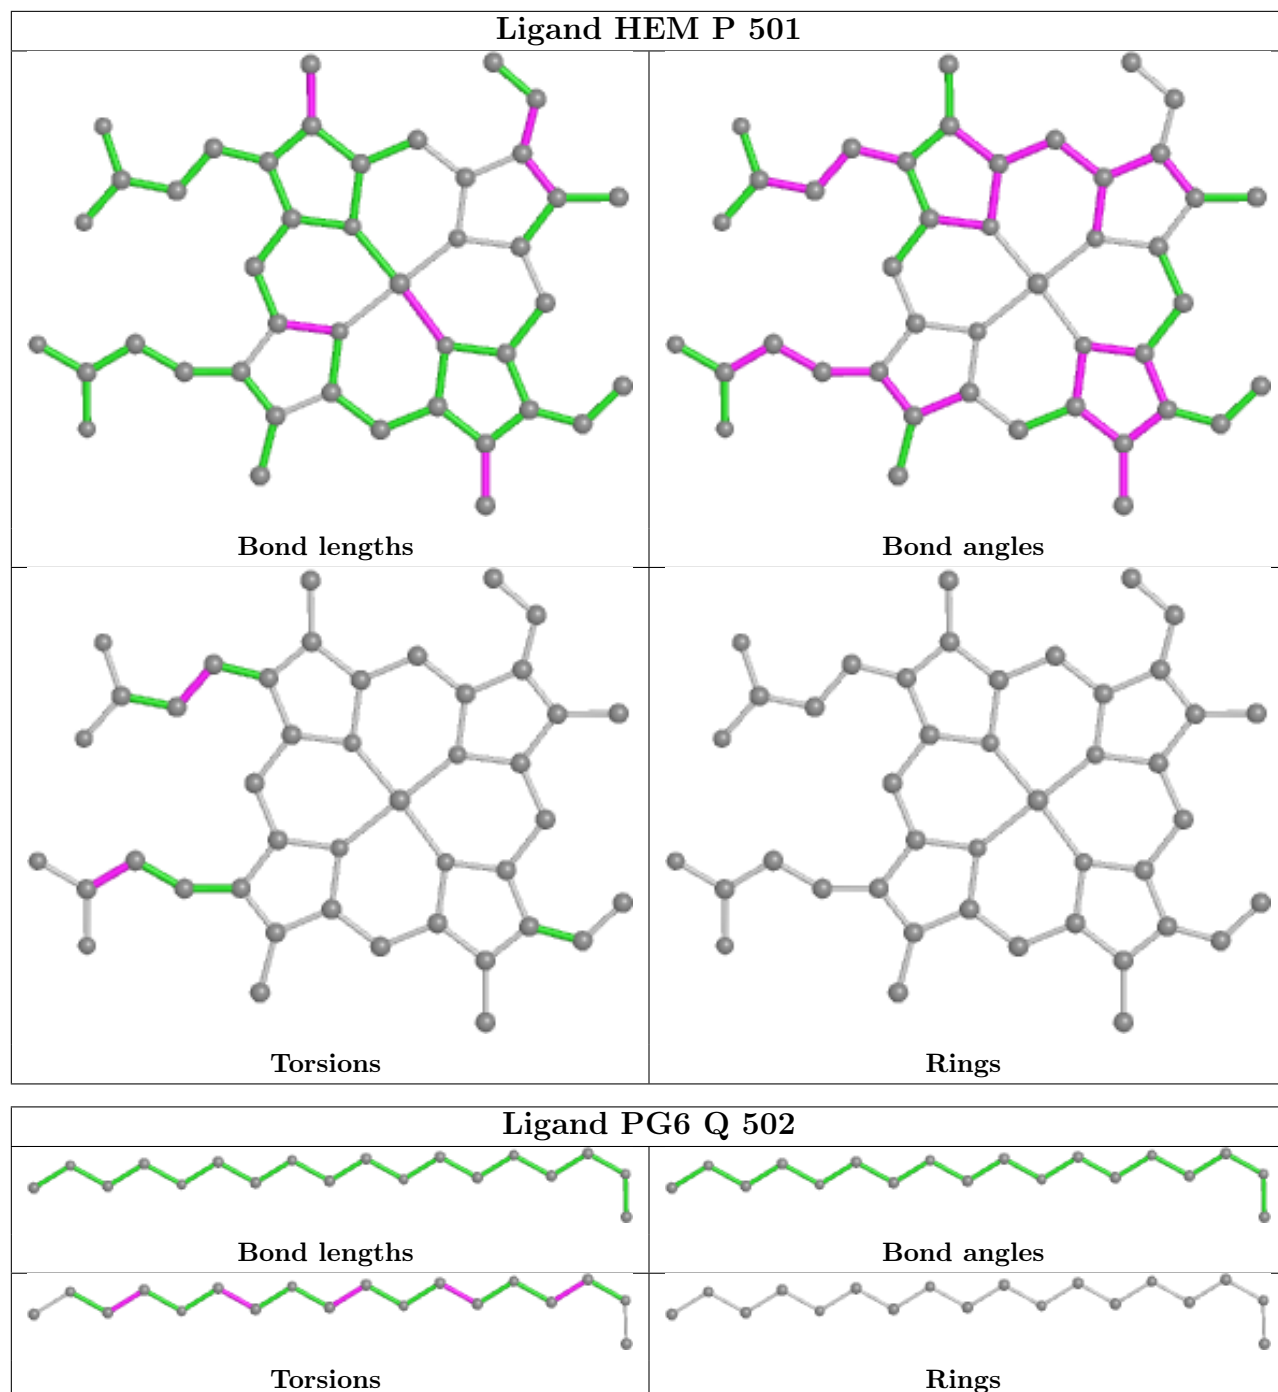 Ligand HEM P 501
Bond lengths
Bond angles
Torsions
Rings
Ligand PG6 Q 502
Bond lengths
Bond angles
Torsions
Rings